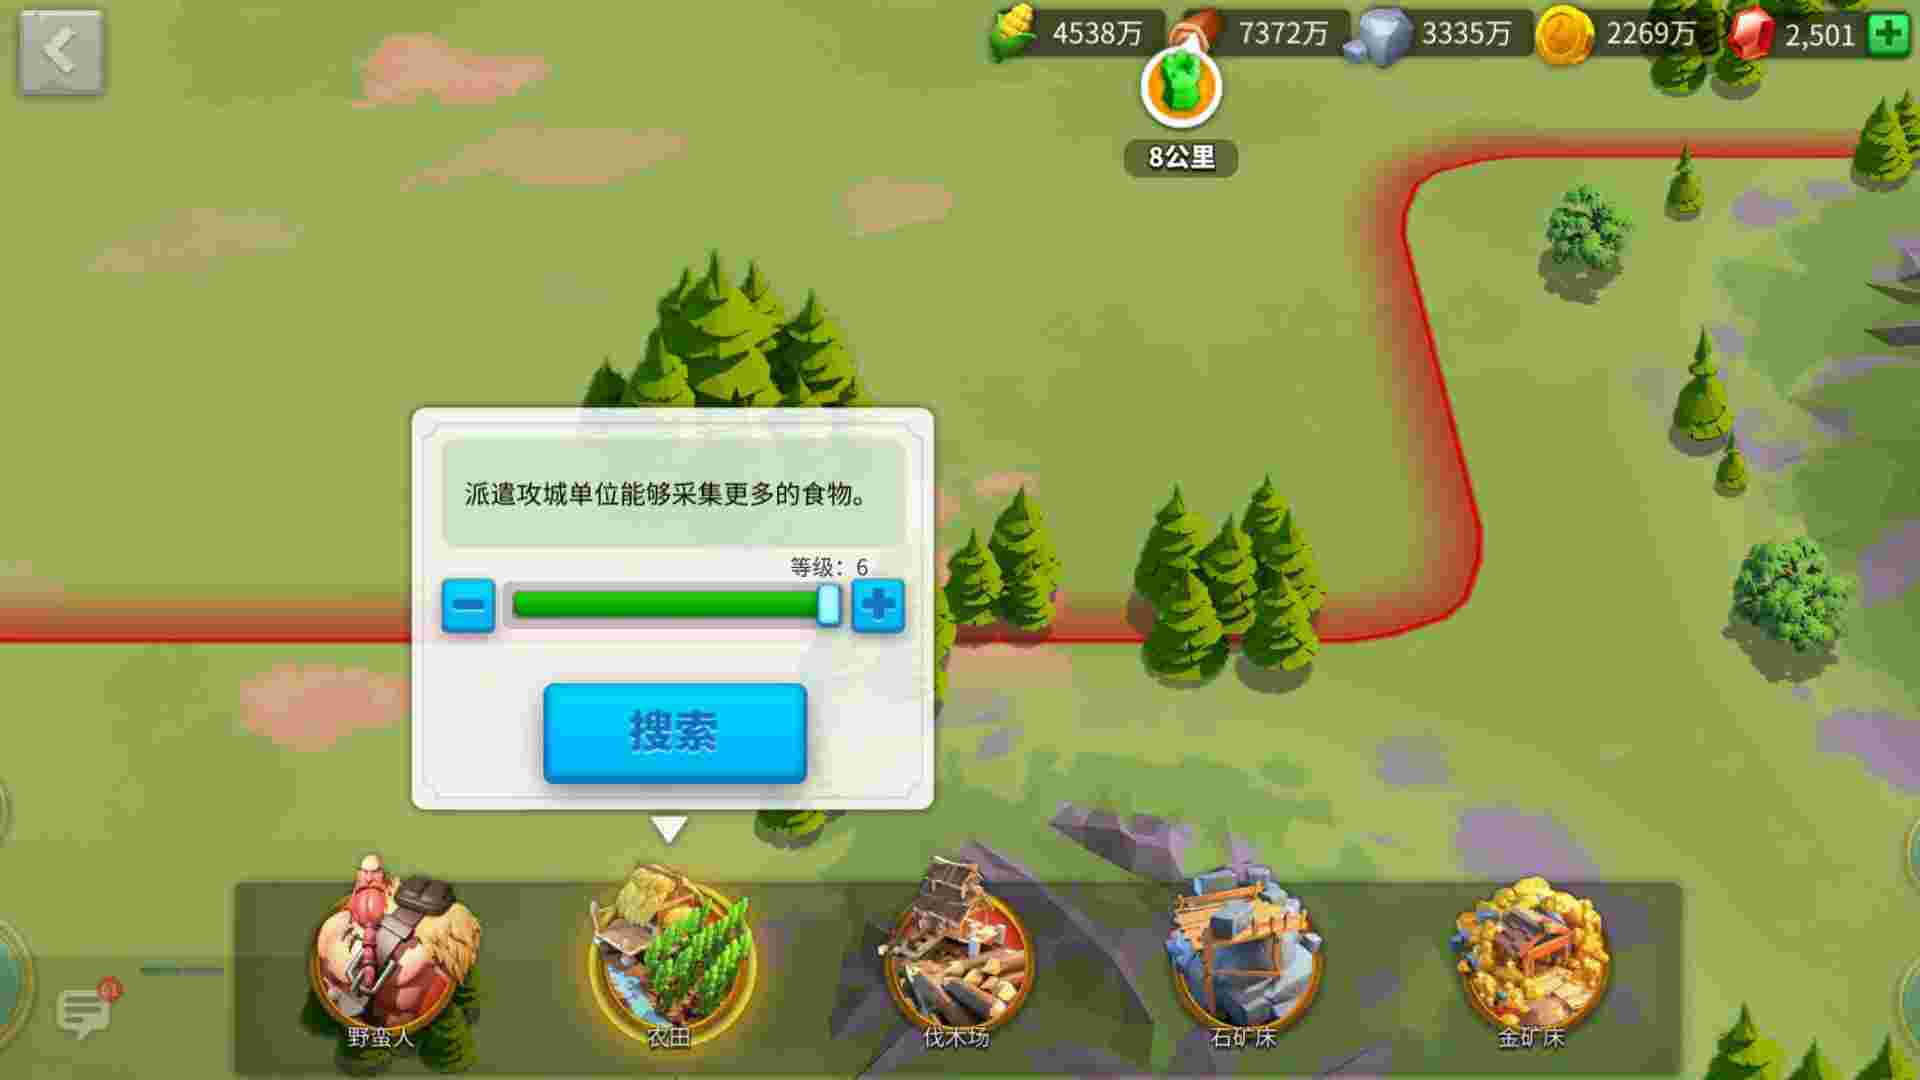 4538万
7372万
3335万
2269万
2,501
8公里
派遣攻城单位能够采集更多的食物。
等级：6
搜索
61
野蛮人
农田
伐木场
石矿床
金矿床